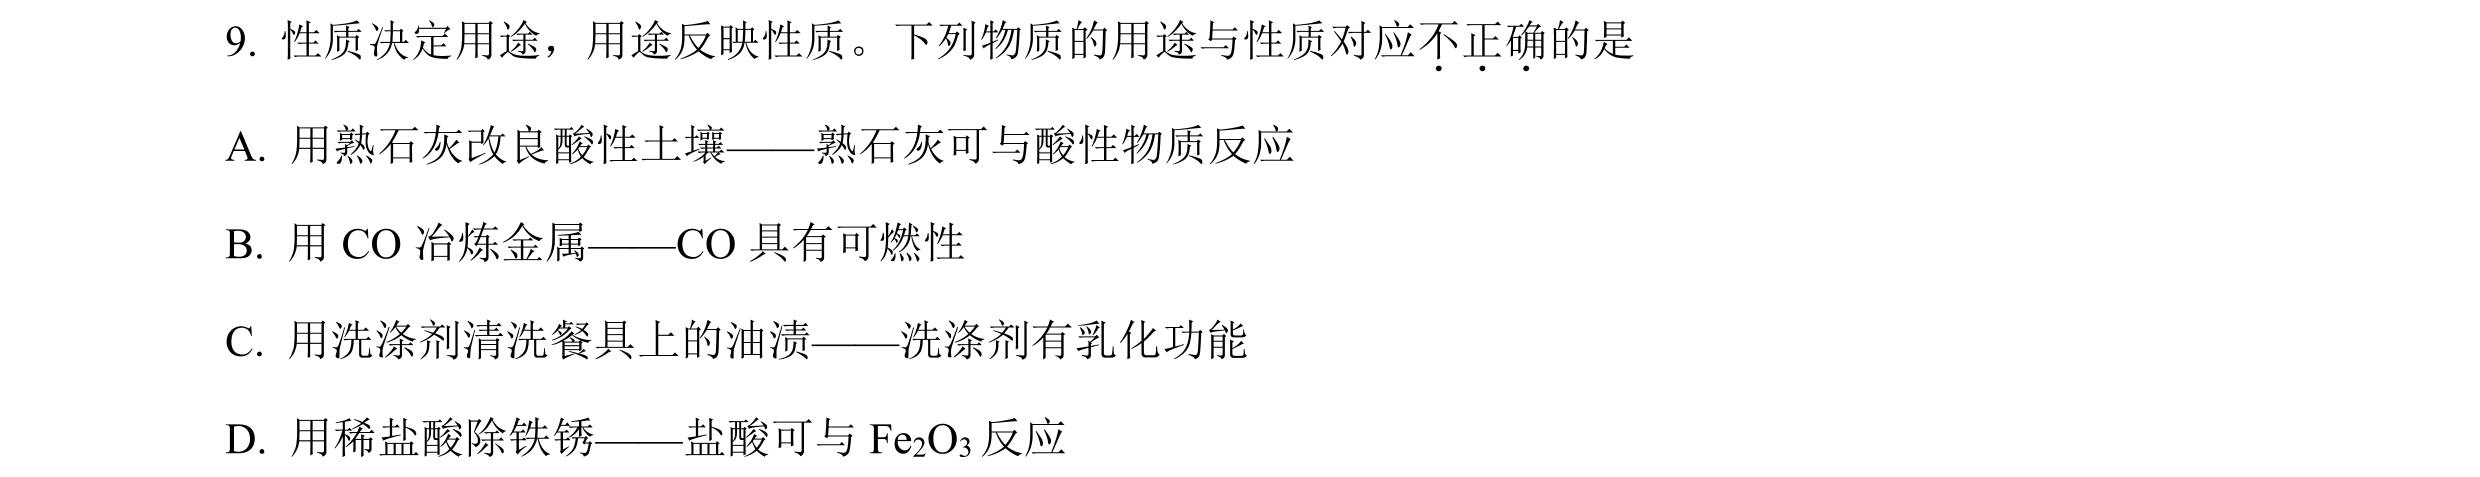 9. 性质决定用途，用途反映性质。下列物质的用途与性质对应不正确的是
A. 用熟石灰改良酸性土壤——熟石灰可与酸性物质反应
B. 用 CO 冶炼金属——CO 具有可燃性
C. 用洗涤剂清洗餐具上的油渍——洗涤剂有乳化功能
D. 用稀盐酸除铁锈——盐酸可与 Fe₂O₃ 反应